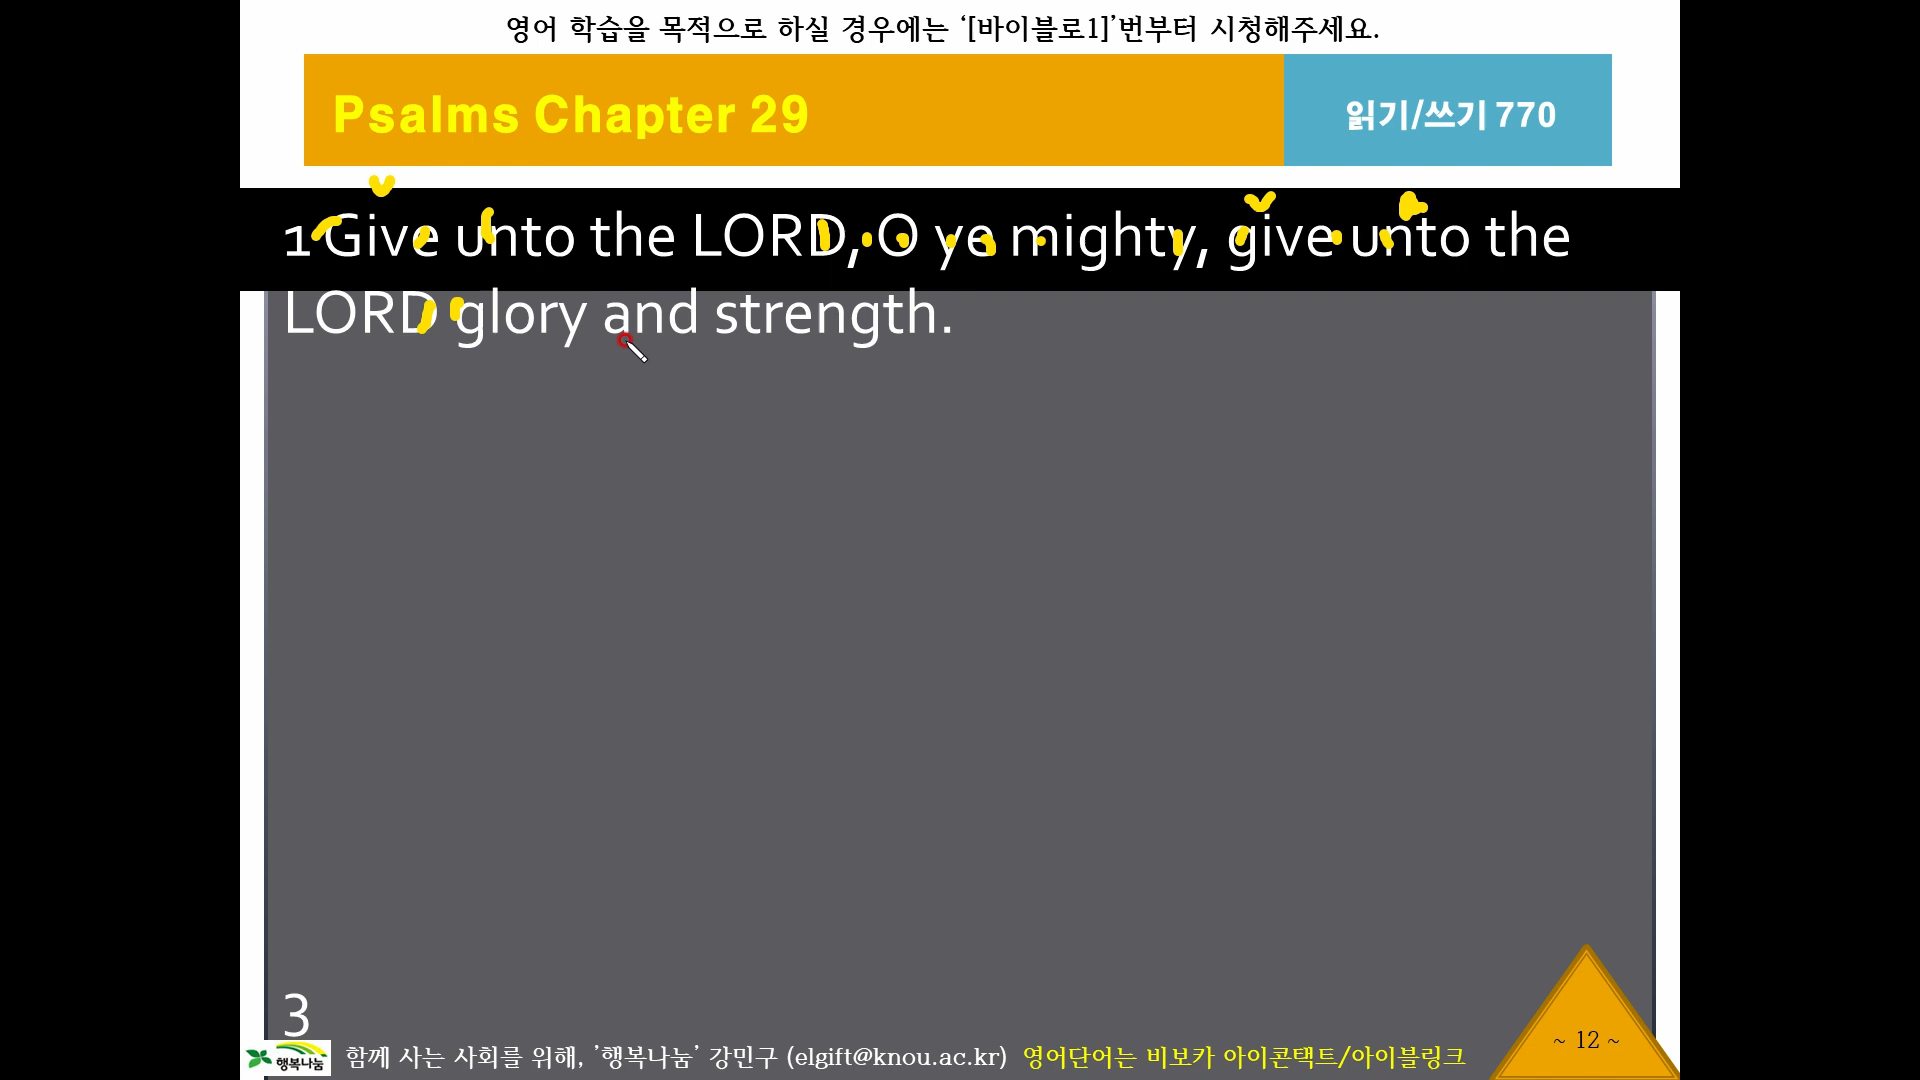 영어 학습을 목적으로 하실 경우에는 ‘[바이블로1]’번부터 시청해주세요.
Psalms Chapter 29
읽기/쓰기 770
1 Give unto the LORD, O ye mighty, give unto the
LORD glory and strength.
3
~ 12 ~
행복나눔
함께 사는 사회를 위해, ’행복나눔’ 강민구 (elgift@knou.ac.kr) 영어단어는 비보카 아이콘택트/아이블링크